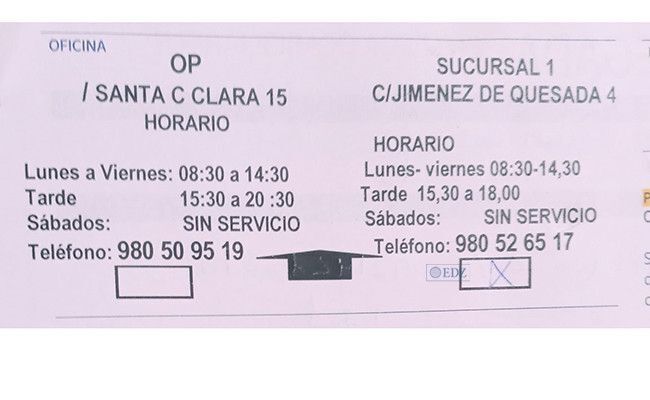 OFICINA
OP
/ SANTA C CLARA 15
HORARIO
Lunes a Viernes: 08:30 a 14:30
Tarde 15:30 a 20 :30
Sábados: SIN SERVICIO
Teléfono: 980 50 95 19
SUCURSAL 1
C/JIMENEZ DE QUESADA 4
HORARIO
Lunes- viernes 08:30-14,30
Tarde 15,30 a 18,00
Sábados: SIN SERVICIO
Teléfono: 980 52 65 17
EDZ
X